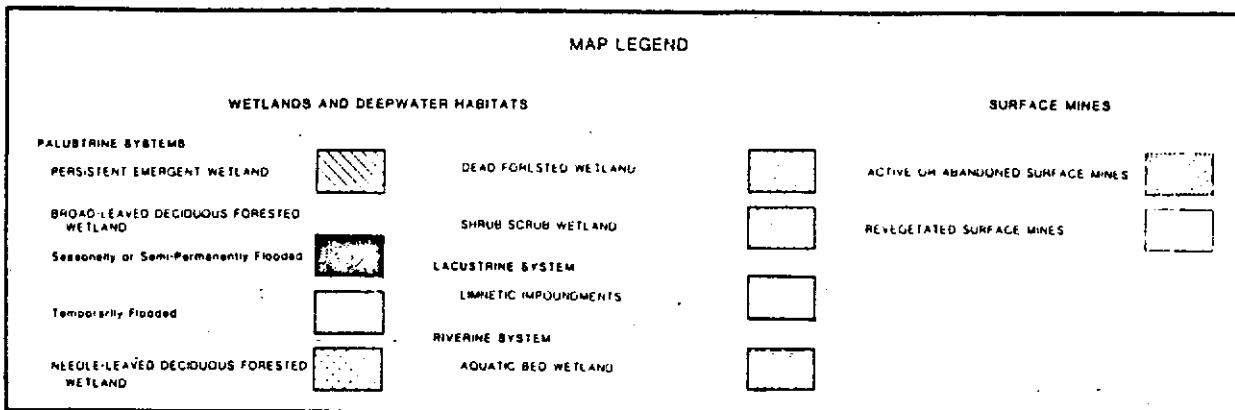 MAP LEGEND
WETLANDS AND DEEPWATER HABITATS
PALUSTRINE SYSTEMS
PERSISTENT EMERGENT WETLAND
BROAD-LEAVED DECIDUOUS FORESTED
WETLAND
Seasonally or Semi-Permanently Flooded
Temporarily Flooded
NEEDLE-LEAVED DECIDUOUS FORESTED
WETLAND
DEAD FORESTED WETLAND
SHRUB SCRUB WETLAND
LACUSTRINE SYSTEM
LIMNETIC IMPOUNDMENTS
RIVERINE SYSTEM
AQUATIC BED WETLAND
SURFACE MINES
ACTIVE OR ABANDONED SURFACE MINES
REVEGETATED SURFACE MINES